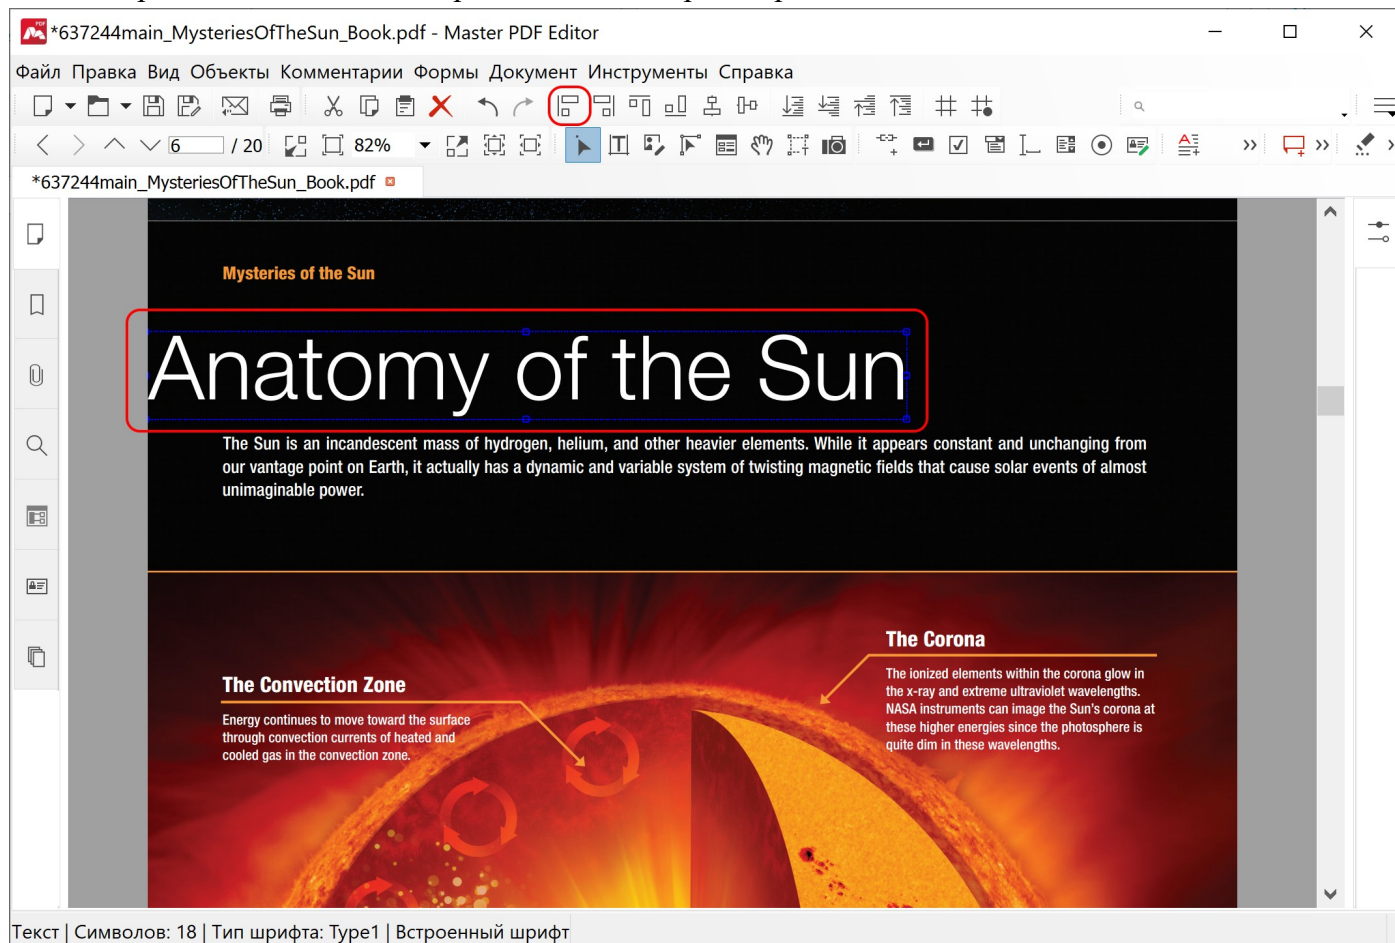 *637244main_MysteriesOfTheSun_Book.pdf - Master PDF Editor
Файл Правка Вид Объекты Комментарии Формы Документ Инструменты Справка
6 / 20 82%
*637244main_MysteriesOfTheSun_Book.pdf
Mysteries of the Sun
Anatomy of the Sun
The Sun is an incandescent mass of hydrogen, helium, and other heavier elements. While it appears constant and unchanging from
our vantage point on Earth, it actually has a dynamic and variable system of twisting magnetic fields that cause solar events of almost
unimaginable power.
The Corona
The ionized elements within the corona glow in
the x-ray and extreme ultraviolet wavelengths.
NASA instruments can image the Sun's corona at
these higher energies since the photosphere is
quite dim in these wavelengths.
The Convection Zone
Energy continues to move toward the surface
through convection currents of heated and
cooled gas in the convection zone.
Текст | Символов: 18 | Тип шрифта: Type1 | Встроенный шрифт